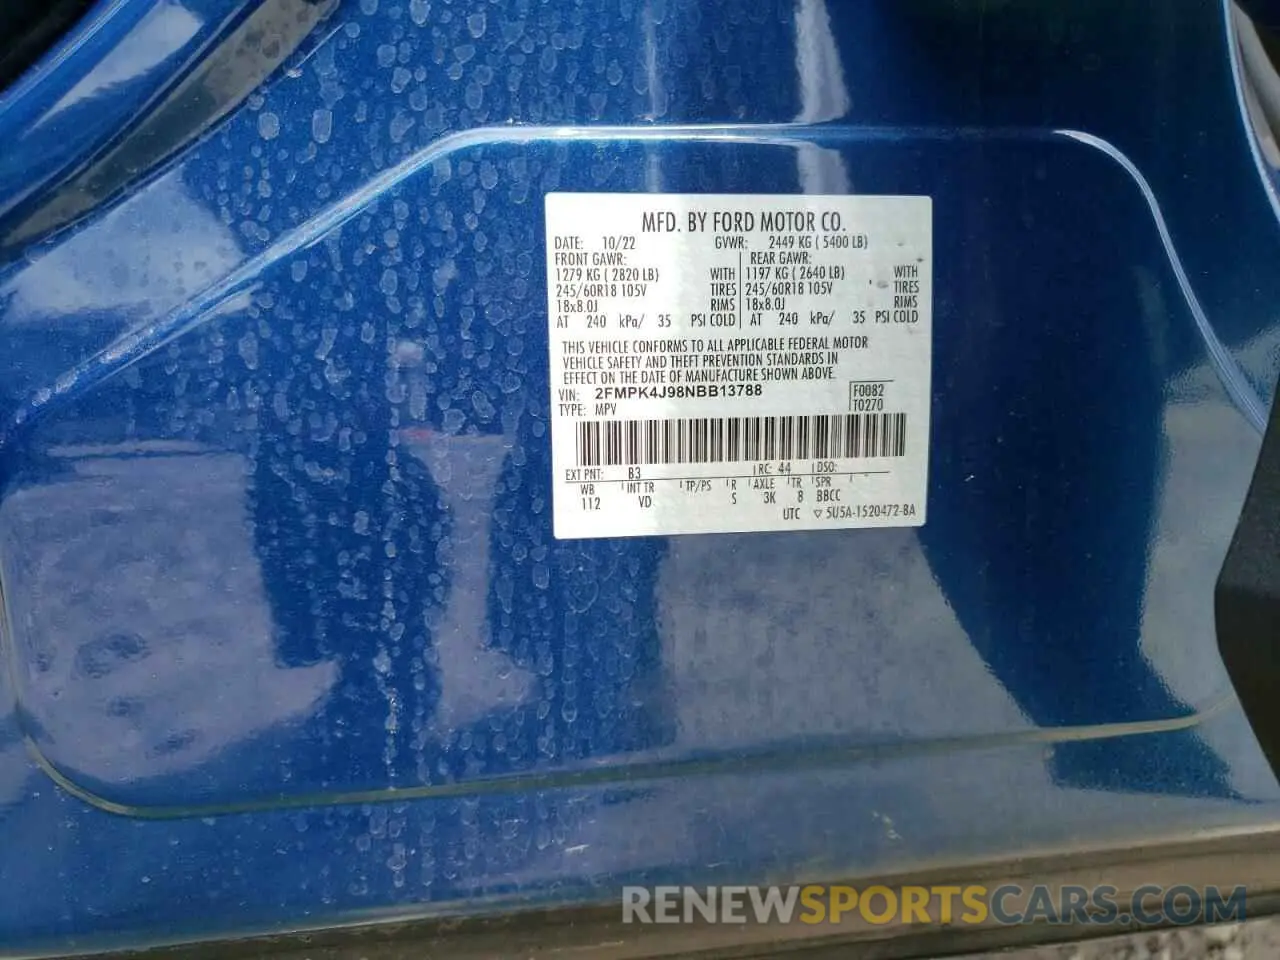 MFD. BY FORD MOTOR CO.
DATE: 10/22 GVWR: 2449 KG ( 5400 LB)
FRONT GAWR: REAR GAWR:
1279 KG ( 2820 LB) WITH 1197 KG ( 2640 LB) WITH
245/60R18 105V TIRES 245/60R18 105V TIRES
18x8.0J RIMS 18x8.0J RIMS
AT 240 kPa/ 35 PSI COLD AT 240 kPa/ 35 PSI COLD
THIS VEHICLE CONFORMS TO ALL APPLICABLE FEDERAL MOTOR
VEHICLE SAFETY AND THEFT PREVENTION STANDARDS IN
EFFECT ON THE DATE OF MANUFACTURE SHOWN ABOVE.
VIN: 2FMPK4J98NBB13788 F0082
TYPE: MPV T0270
EXT PNT: B3 RC: 44 DSO:
WB INT TR TP/PS R AXLE TR SPR
112 VD S 3K 8 BBCC
UTC ▽ 5U5A-1520472-BA
RENEWSPORTSCARS.COM